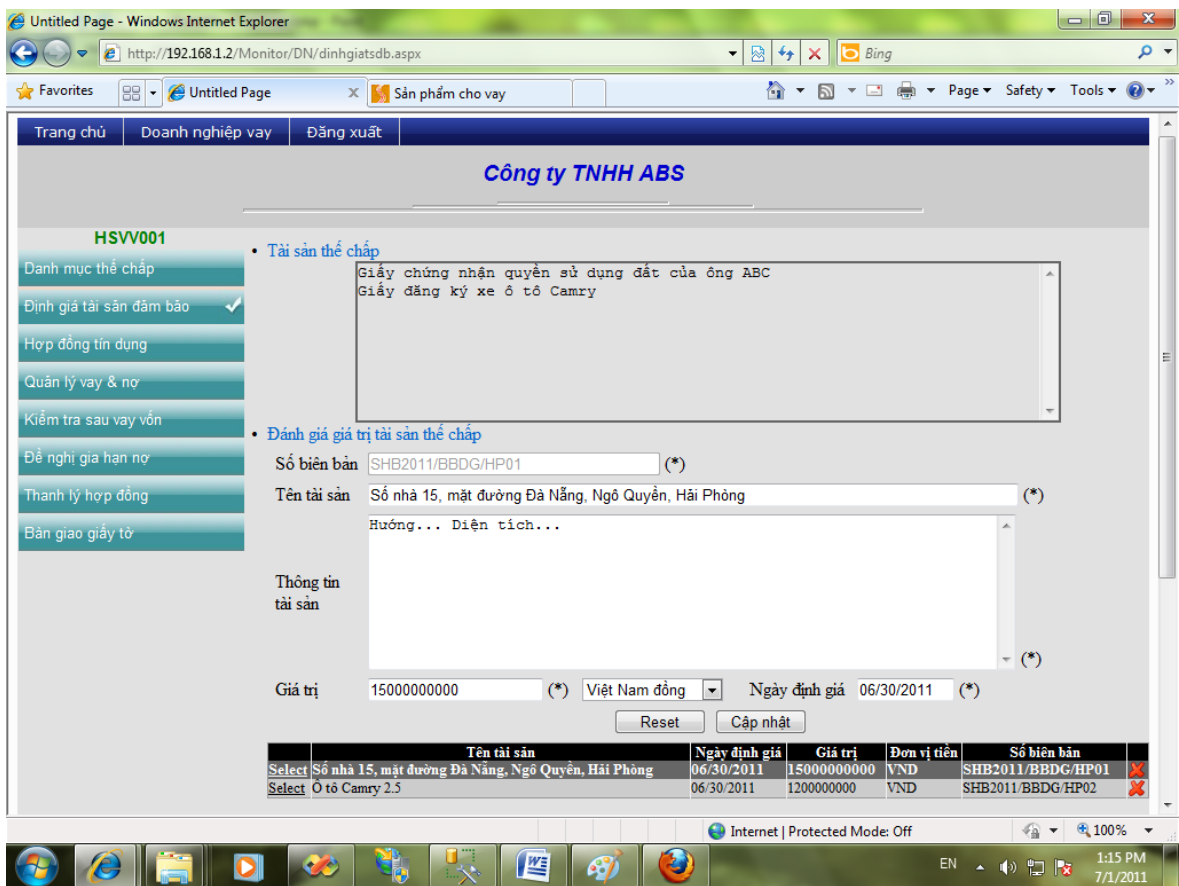 Untitled Page - Windows Internet Explorer
http://192.168.1.2/Monitor/DN/dinhgiatsdb.aspx
Bing
Favorites Untitled Page Sản phẩm cho vay Page Safety Tools
Trang chủ Doanh nghiệp vay Đăng xuất
Công ty TNHH ABS
HSVV001
Danh mục thế chấp
Định giá tài sản đảm bảo
Hợp đồng tín dụng
Quản lý vay & nợ
Kiểm tra sau vay vốn
Đề nghị gia hạn nợ
Thanh lý hợp đồng
Bàn giao giấy tờ
• Tài sản thế chấp
Giấy chứng nhận quyền sử dụng đất của ông ABC
Giấy đăng ký xe ô tô Camry
• Đánh giá giá trị tài sản thế chấp
Số biên bản SHB2011/BBDG/HP01 (*)
Tên tài sản Số nhà 15, mặt đường Đà Nẵng, Ngô Quyền, Hải Phòng (*)
Hướng... Diện tích...
Thông tin
tài sản
(*)
Giá trị 15000000000 (*) Việt Nam đồng Ngày định giá 06/30/2011 (*)
Reset Cập nhật
Tên tài sản Ngày định giá Giá trị Đơn vị tiền Số biên bản
Select Số nhà 15, mặt đường Đà Nẵng, Ngô Quyền, Hải Phòng 06/30/2011 15000000000 VND SHB2011/BBDG/HP01
Select Ô tô Camry 2.5 06/30/2011 1200000000 VND SHB2011/BBDG/HP02
Internet | Protected Mode: Off 100%
EN 1:15 PM
7/1/2011